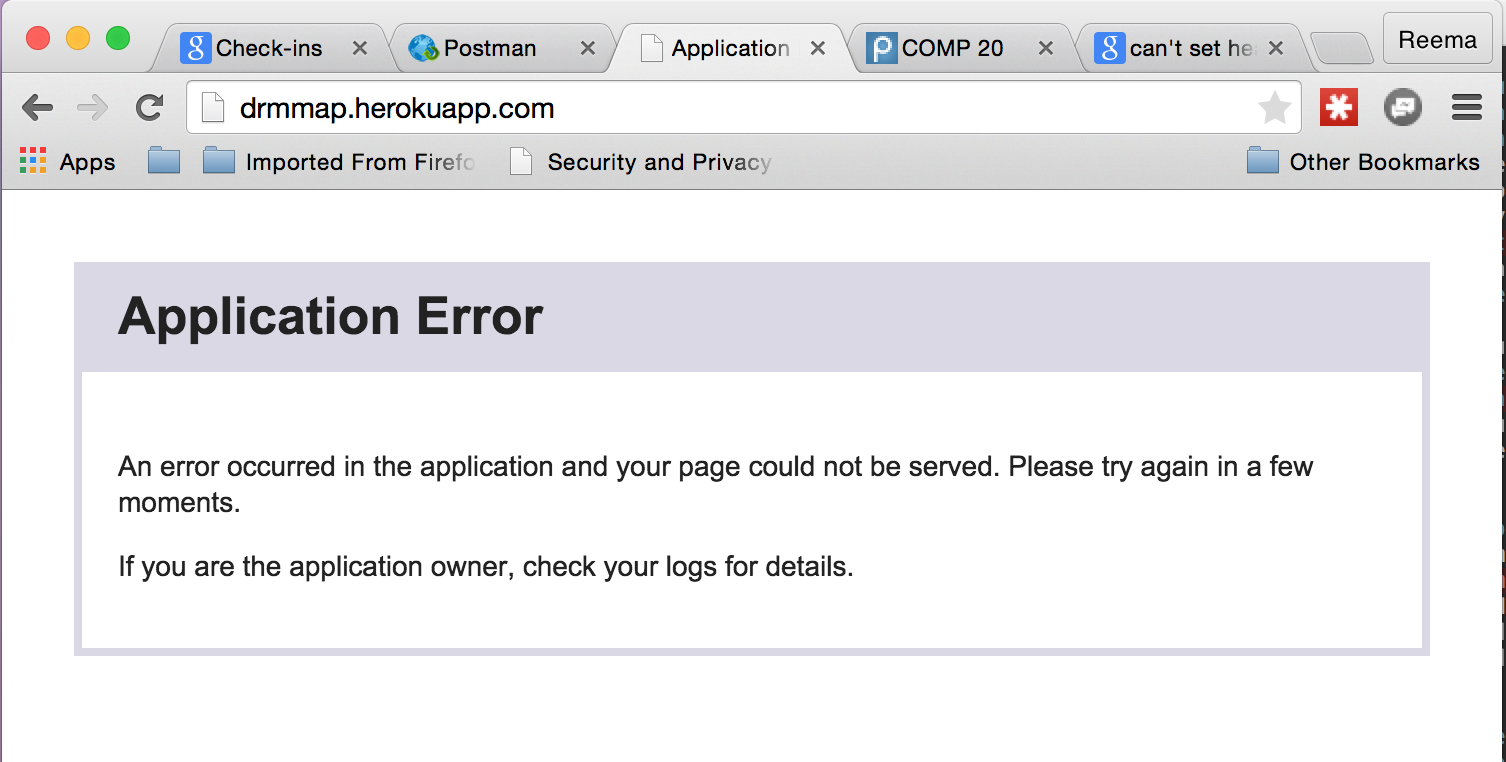 Check-ins
Postman
Application
COMP 20
can't set he
Reema
drmmap.herokuapp.com
Apps
Imported From Firefo
Security and Privacy
Other Bookmarks
Application Error
An error occurred in the application and your page could not be served. Please try again in a few
moments.
If you are the application owner, check your logs for details.